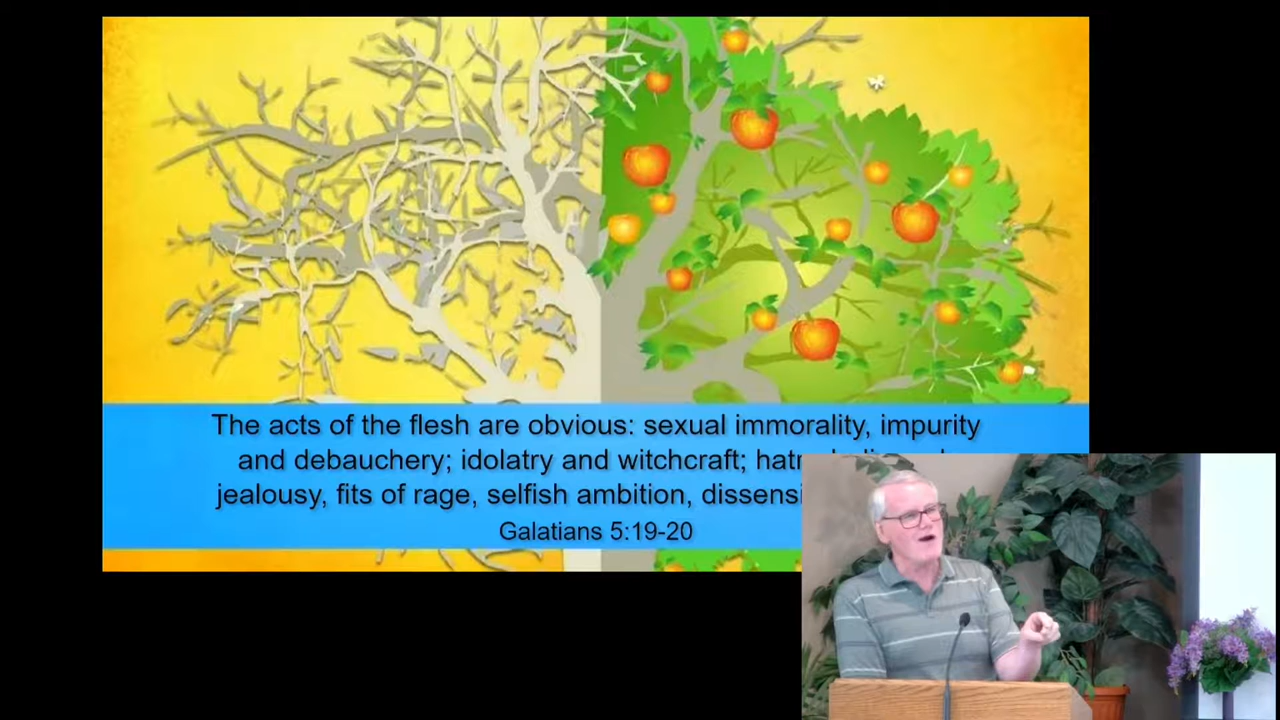 The acts of the flesh are obvious: sexual immorality, impurity
and debauchery; idolatry and witchcraft;
jealousy, fits of rage, selfish ambition,
Galatians 5:19-20